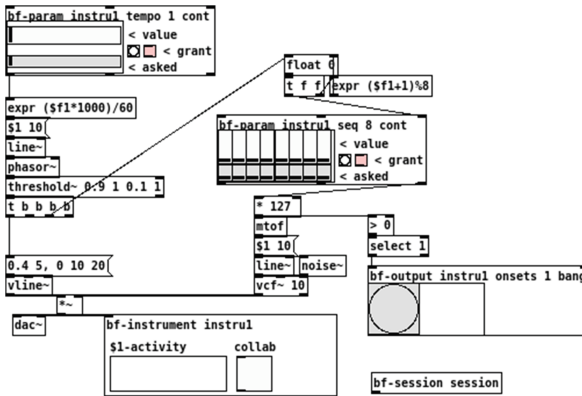 bf-param instru1 tempo 1 cont
< value
< grant
< asked
float 0
t f f
expr ($f1+1)%8
expr ($f1*1000)/60
$1 10
line~
phasor~
threshold~ 0.9 1 0.1 1
t b b b b
bf-param instru1 seq 8 cont
< value
< grant
< asked
* 127
mtof
$1 10
line~
noise~
vcf~ 10
> 0
select 1
bf-output instru1 onsets 1 bang
0.4 5, 0 10 20
vline~
*~
dac~
bf-instrument instru1
$1-activity
collab
bf-session session